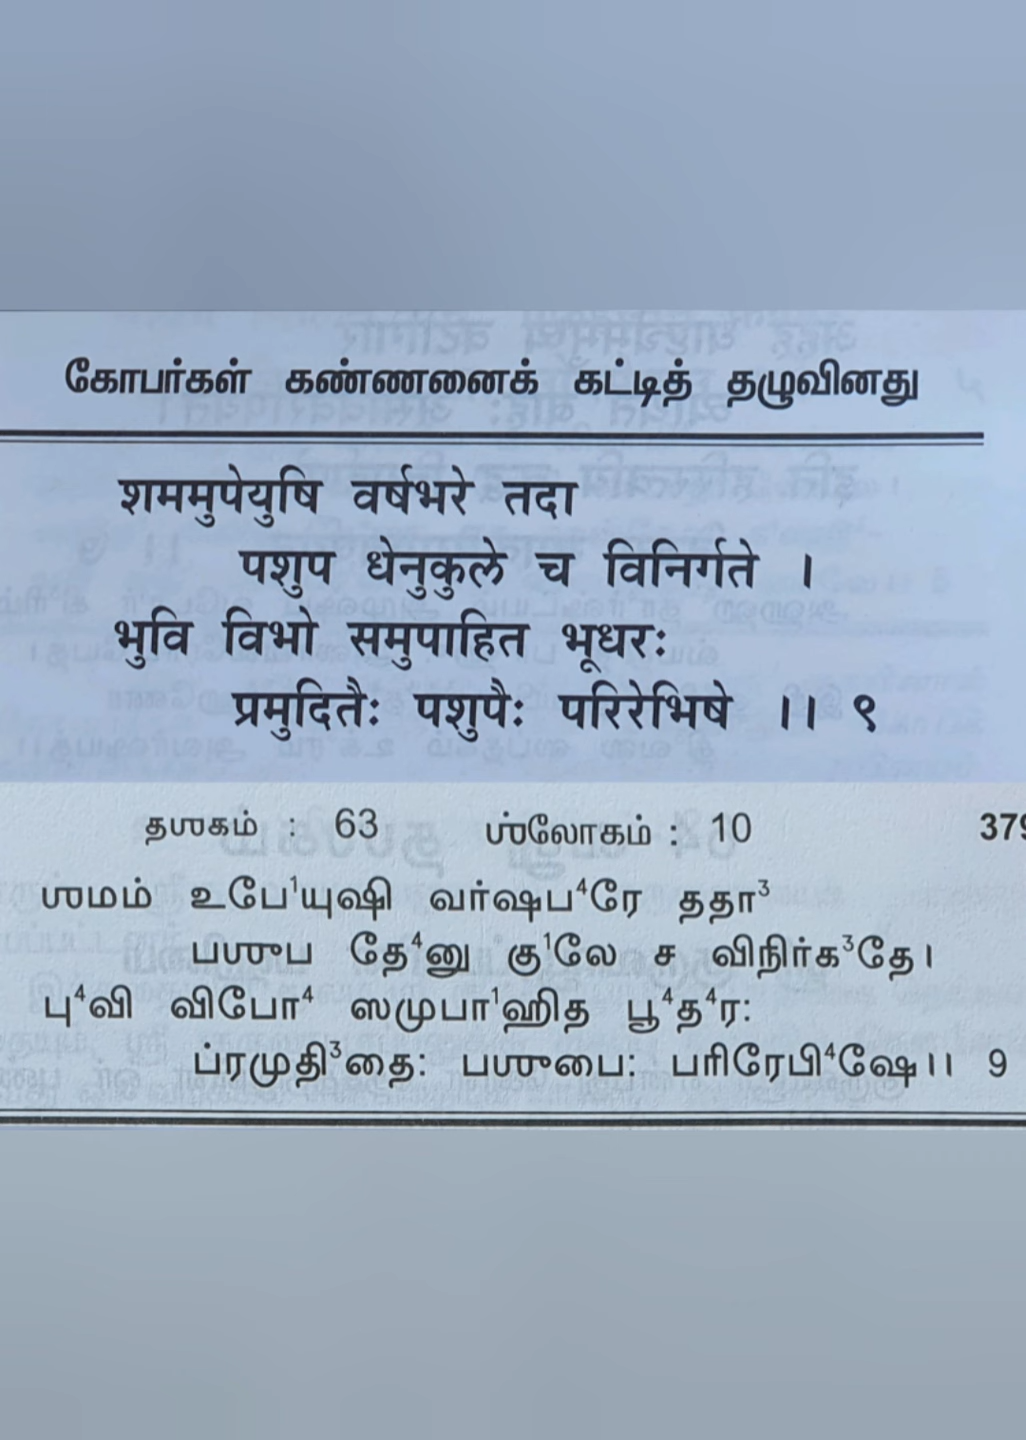 கோபர்கள் கண்ணனைக் கட்டித் தழுவினது
शममुपेयुषि वर्षभरे तदा
पशुप धेनुकुले च विनिर्गते ।
भुवि विभो समुपाहित भूधरः
प्रमुदितैः पशुपैः परिरेभिषे ।। ९
தஶகம் : 63 ஶ்லோகம் : 10 379
ஶமம் உபே¹யுஷி வர்ஷப⁴ரே ததா³
பஶுப தே⁴னு கு¹லே ச விநிர்க³தே।
பு⁴வி விபோ⁴ ஸமுபா¹ஹித பூ⁴த⁴ர:
ப்ரமுதி³தை: பஶுபை: பரிரேபி⁴ஷே।। 9